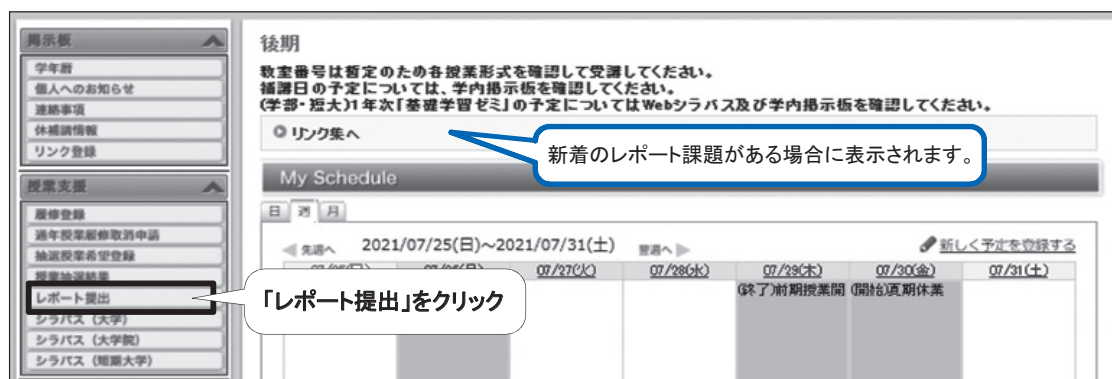 掲示板
学年暦
個人へのお知らせ
連絡事項
休補講情報
リンク登録
授業支援
履修登録
通年授業履修取消申請
抽選授業希望登録
授業抽選結果
レポート提出
シラバス (大学)
シラバス (大学院)
シラバス (短期大学)
後期
教室番号は暫定のため各授業形式を確認して受講してください。
補講日の予定については、学内掲示板を確認してください。
(学部・短大)1年次「基礎学習ゼミ」の予定についてはWebシラバス及び学内掲示板を確認してください。
リンク集へ
新着のレポート課題がある場合に表示されます。
My Schedule
日 週 月
先週へ 2021/07/25(日)～2021/07/31(土) 翌週へ 新しく予定を登録する
07/27(火) 07/28(水) 07/29(木) 07/30(金) 07/31(土)
(終了)前期授業開 (開始)夏期休業
「レポート提出」をクリック